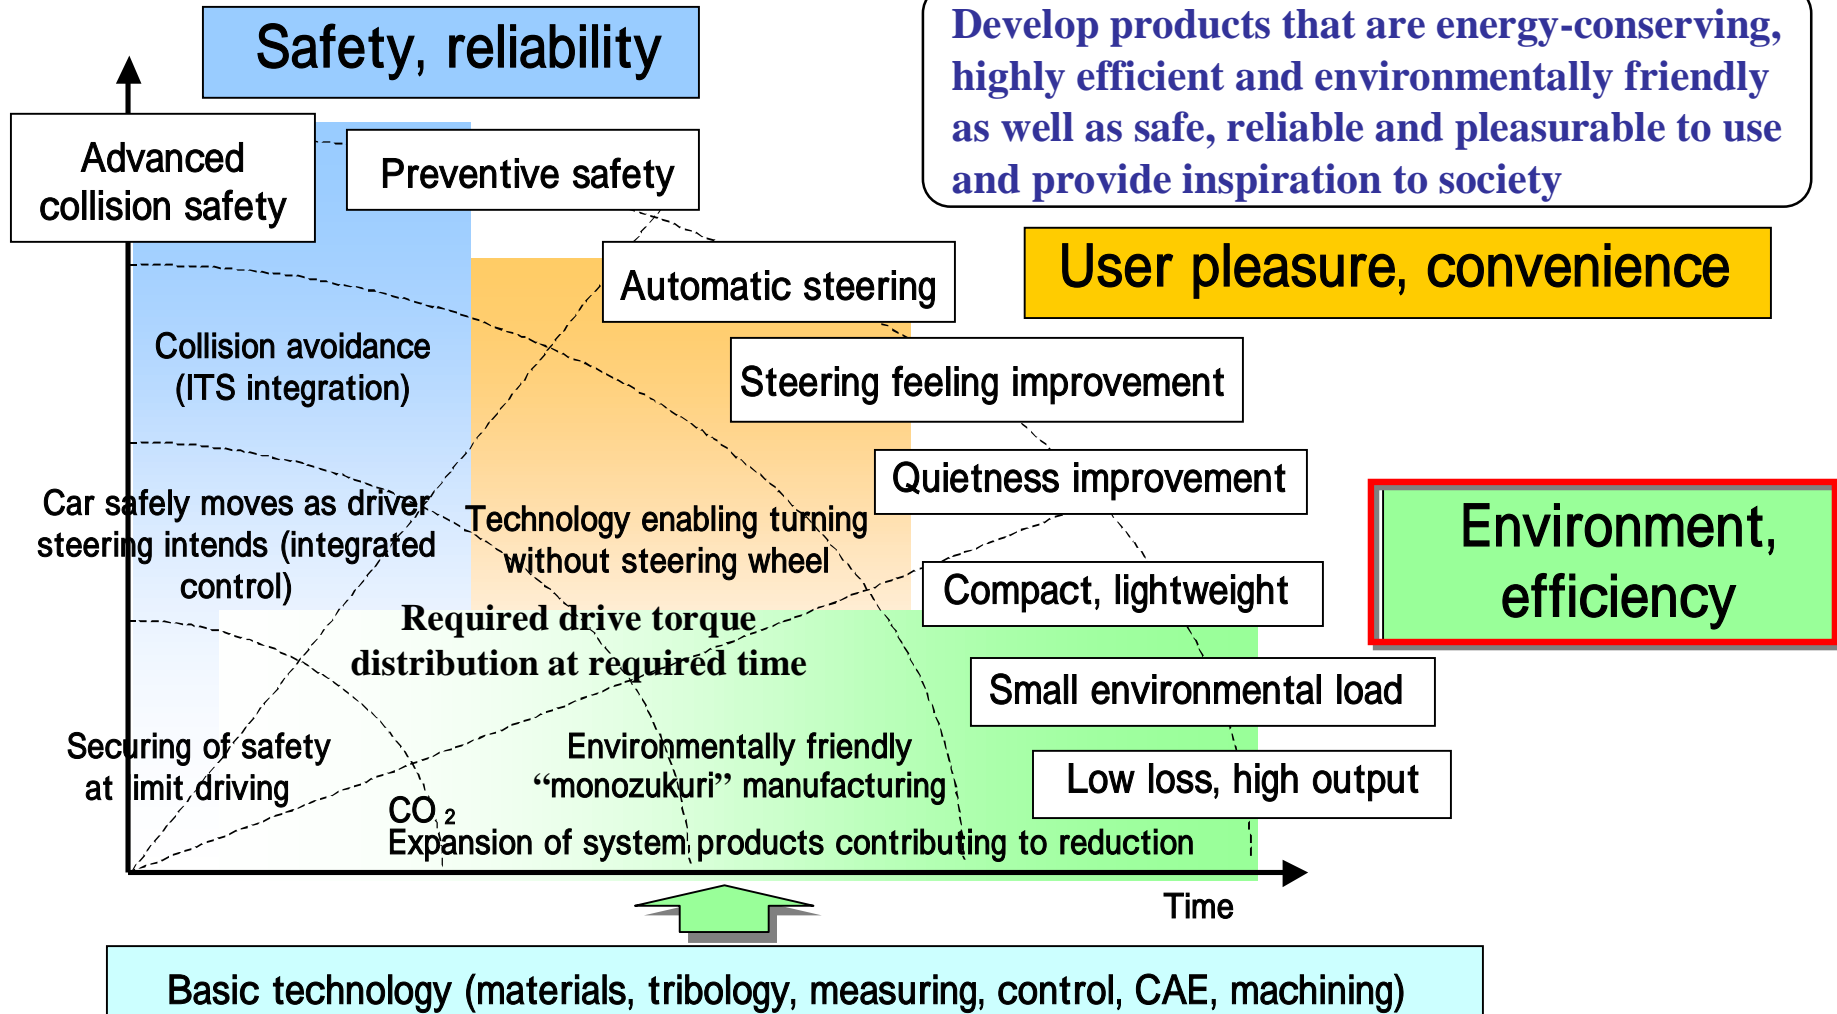 Safety, reliability
Develop products that are energy-conserving,
highly efficient and environmentally friendly
as well as safe, reliable and pleasurable to use
and provide inspiration to society
Advanced
collision safety
Preventive safety
Automatic steering
User pleasure, convenience
Collision avoidance
(ITS integration)
Steering feeling improvement
Quietness improvement
Car safely moves as driver
steering intends (integrated
control)
Technology enabling turning
without steering wheel
Environment,
efficiency
Compact, lightweight
Required drive torque
distribution at required time
Small environmental load
Securing of safety
at limit driving
Environmentally friendly
“monozukuri” manufacturing
Low loss, high output
CO2
Expansion of system products contributing to reduction
Time
Basic technology (materials, tribology, measuring, control, CAE, machining)